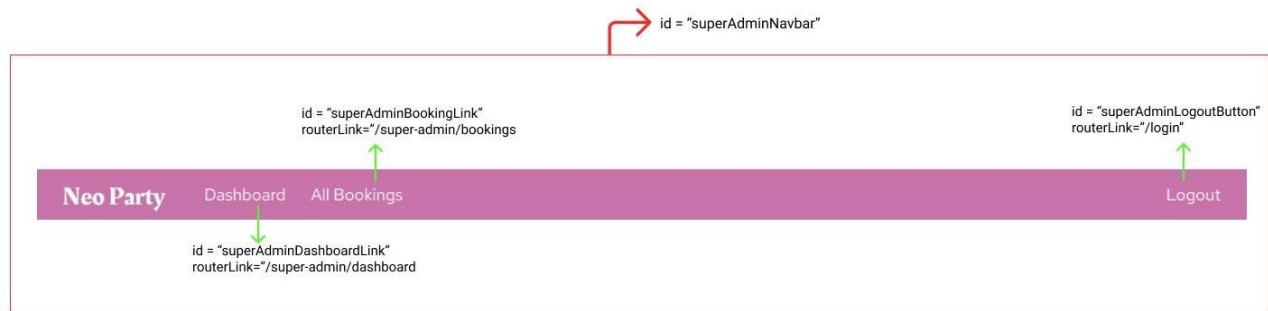 id = “superAdminNavbar”
id = “superAdminBookingLink”
routerLink=”/super-admin/bookings
id = “superAdminLogoutButton”
routerLink=”/login”
Neo Party Dashboard All Bookings Logout
id = “superAdminDashboardLink”
routerLink=”/super-admin/dashboard